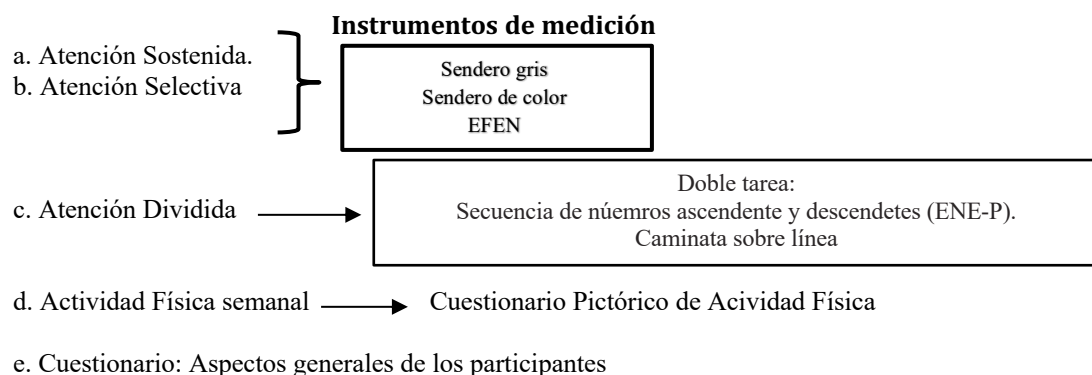 Instrumentos de medición
a. Atención Sostenida.
b. Atención Selectiva
Sendero gris
Sendero de color
EFEN
c. Atención Dividida
Doble tarea:
Secuencia de núemros ascendente y descendetes (ENE-P).
Caminata sobre línea
d. Actividad Física semanal
Cuestionario Pictórico de Acividad Física
e. Cuestionario: Aspectos generales de los participantes